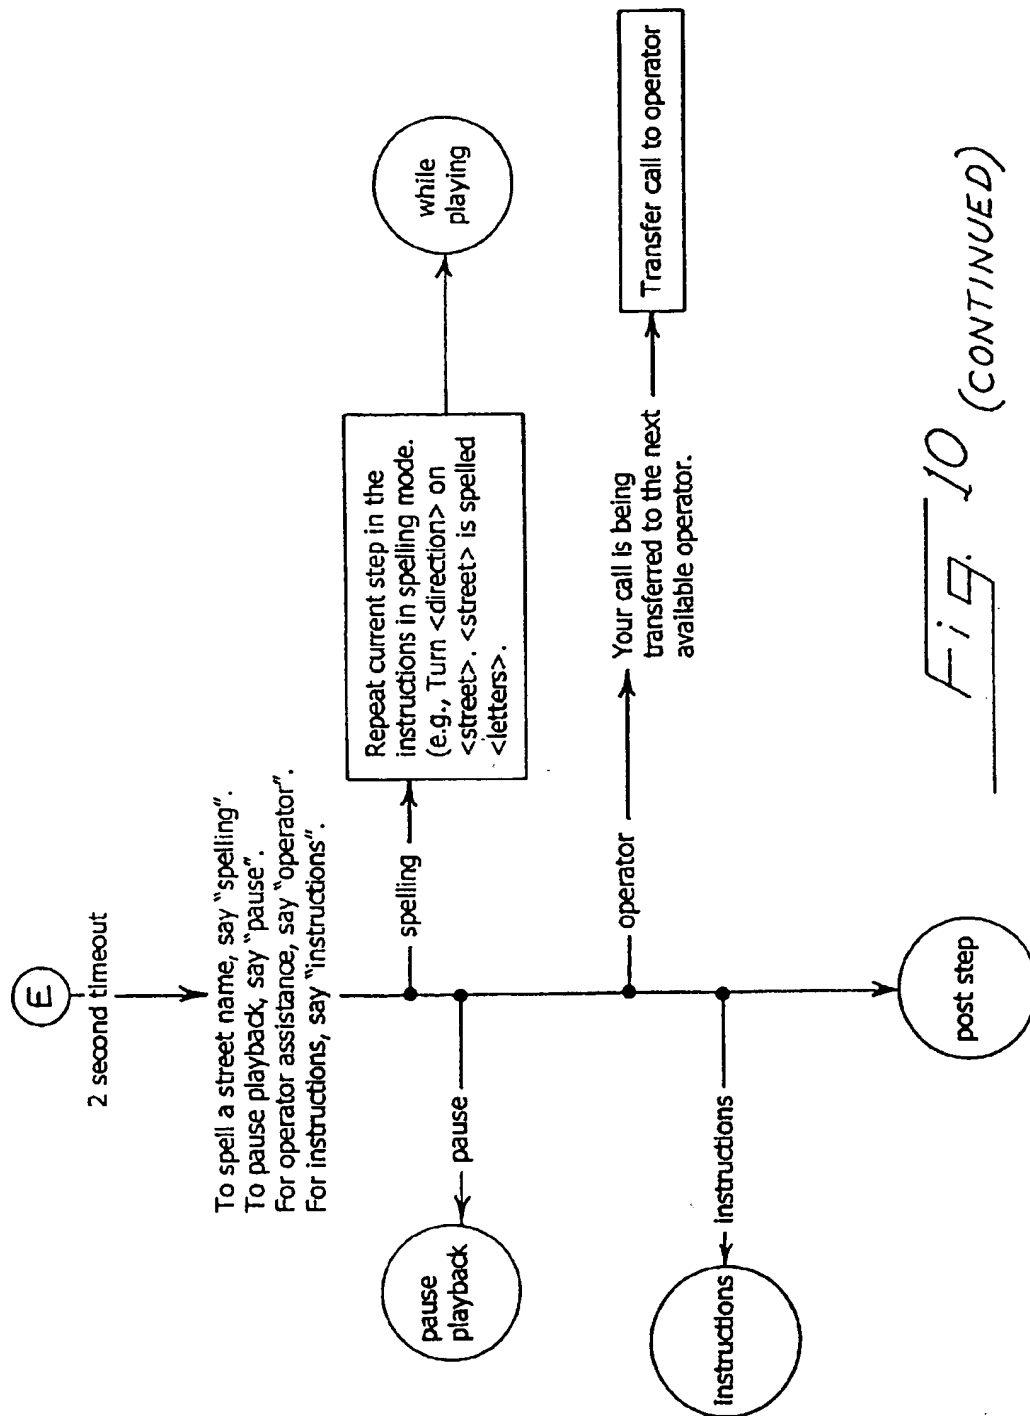 E
2 second timeout
To spell a street name, say “spelling”.
To pause playback, say “pause”.
For operator assistance, say “operator”.
For instructions, say “instructions”.
spelling
Repeat current step in the
instructions in spelling mode.
(e.g., Turn <direction> on
<street>. <street> is spelled
<letters>.
while
playing
pause
pause
playback
operator
Your call is being
transferred to the next
available operator.
Transfer call to operator
instructions
instructions
post step
Fig. 10 (CONTINUED)